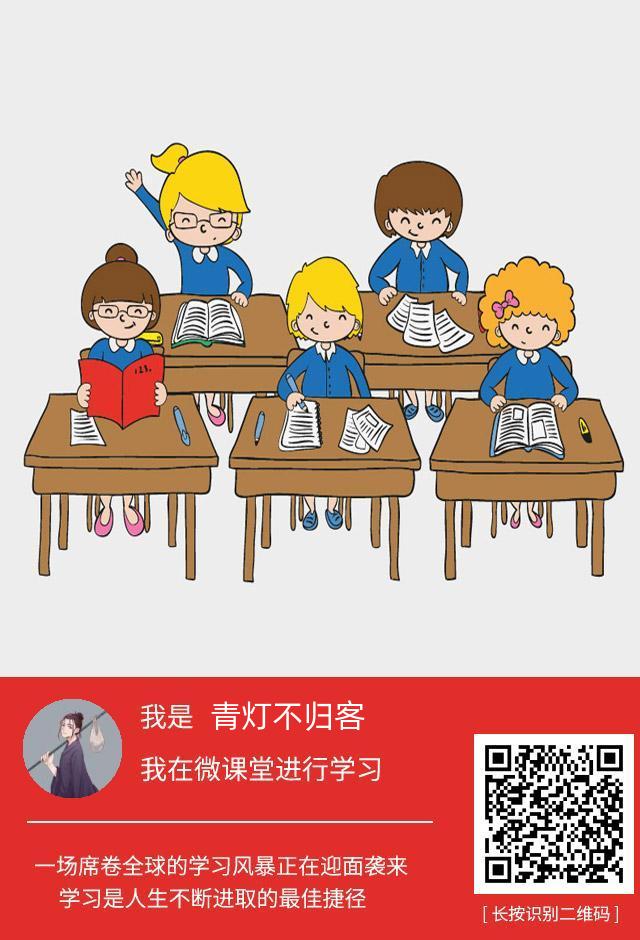 123,
我是 青灯不归客
我在微课堂进行学习
一场席卷全球的学习风暴正在迎面袭来
学习是人生不断进取的最佳捷径
[ 长按识别二维码 ]